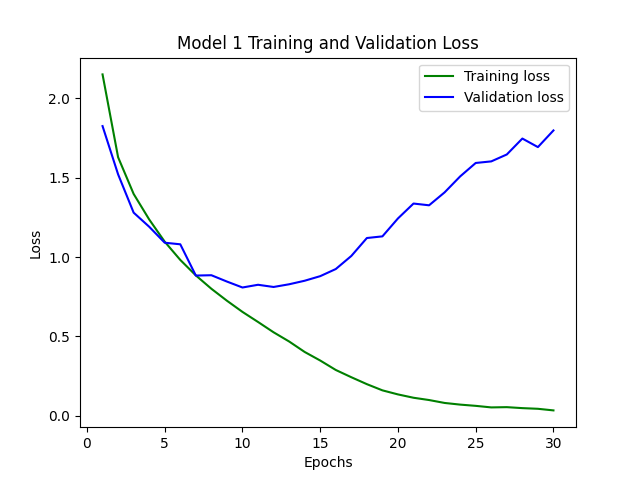 Model 1 Training and Validation Loss
Training loss
Validation loss
2.0
1.5
1.0
0.5
0.0
Loss
0 5 10 15 20 25 30
Epochs